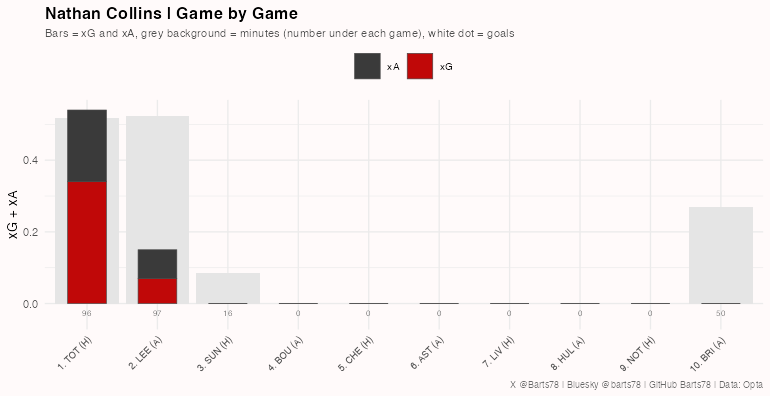 Nathan Collins | Game by Game
Bars = xG and xA, grey background = minutes (number under each game), white dot = goals
xA xG
xG + xA
0.4
0.2
0.0
96 97 16 0 0 0 0 0 0 50
1. TOT (H) 2. LEE (A) 3. SUN (H) 4. BOU (A) 5. CHE (H) 6. AST (A) 7. LIV (H) 8. HUL (A) 9. NOT (H) 10. BRI (A)
X @Barts78 | Bluesky @barts78 | GitHub Barts78 | Data: Opta